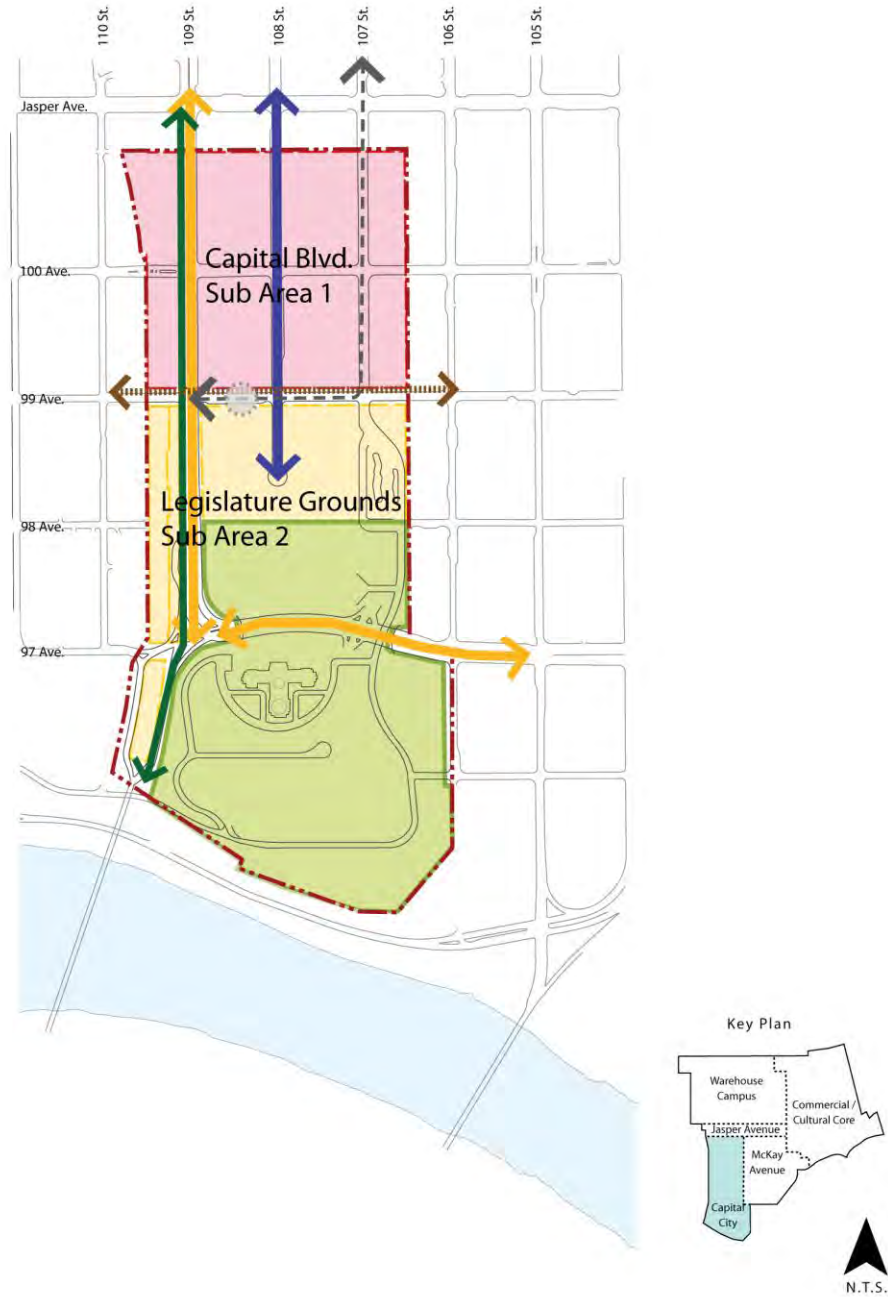 110 St.
109 St.
108 St.
107 St.
106 St.
105 St.
Jasper Ave.
100 Ave.
Capital Blvd.
Sub Area 1
99 Ave.
Legislature Grounds
Sub Area 2
98 Ave.
97 Ave.
Key Plan
Warehouse
Campus
Commercial /
Cultural Core
Jasper Avenue
McKay
Avenue
Capital
City
N.T.S.